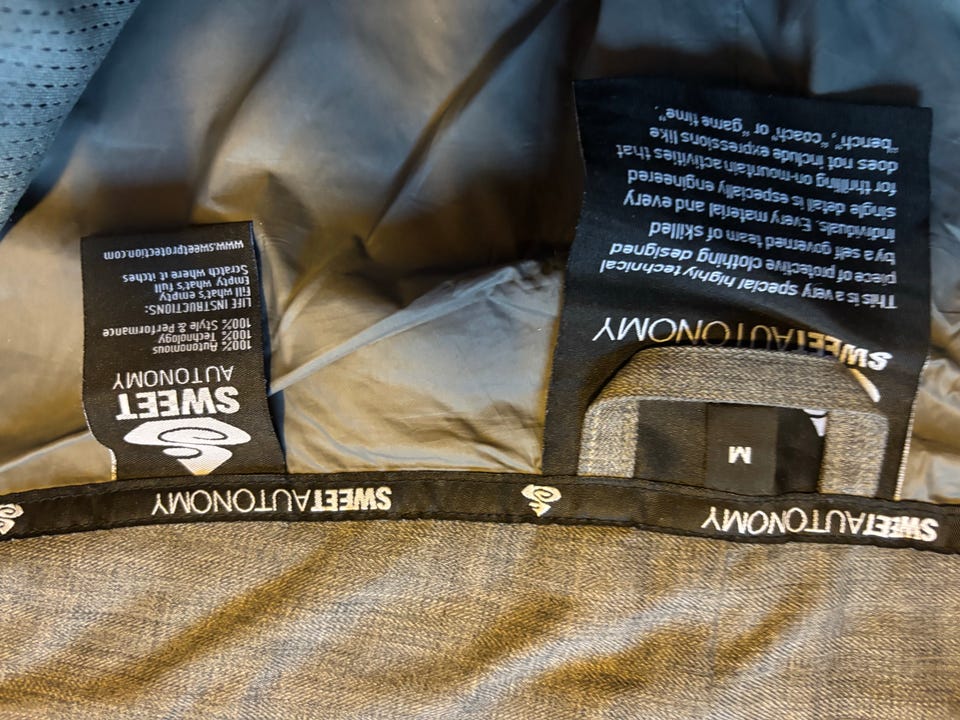 SWEET
AUTONOMY
100% Autonomous
100% Technology
100% Style & Performance
LIFE INSTRUCTIONS:
Fill what's empty
Empty what's full
Scratch where it itches
www.sweetprotection.com
SWEETAUTONOMY
This is a very special highly technical
piece of protective clothing designed
by a self governed team of skilled
individuals. Every material and every
single detail is especially engineered
for thrilling on-mountain activities that
does not include expressions like
"bench", "coach" or "game time".
M
SWEETAUTONOMY
SWEETAUTONOMY